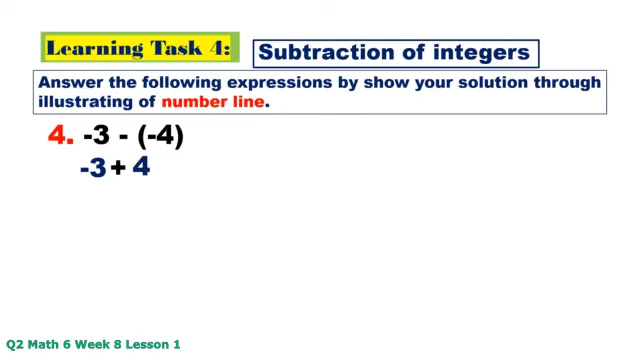 Learning Task 4:
Subtraction of integers
Answer the following expressions by show your solution through
illustrating of number line.
4. -3 - (-4)
-3 + 4
Q2 Math 6 Week 8 Lesson 1